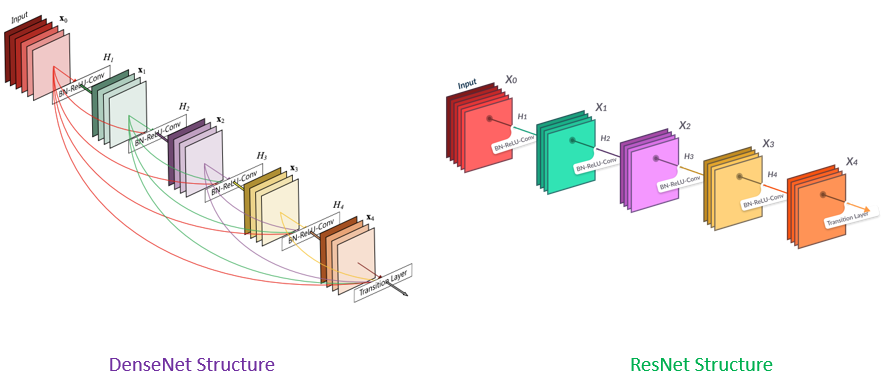 Input
x₀
H₁
BN-ReLU-Conv
x₁
H₂
BN-ReLU-Conv
x₂
H₃
BN-ReLU-Conv
x₃
H₄
BN-ReLU-Conv
x₄
Transition Layer
DenseNet Structure
Input
X₀
H1
BN-ReLU-Conv
X₁
H2
BN-ReLU-Conv
X₂
H3
BN-ReLU-Conv
X₃
H4
BN-ReLU-Conv
X₄
Transition Layer
ResNet Structure